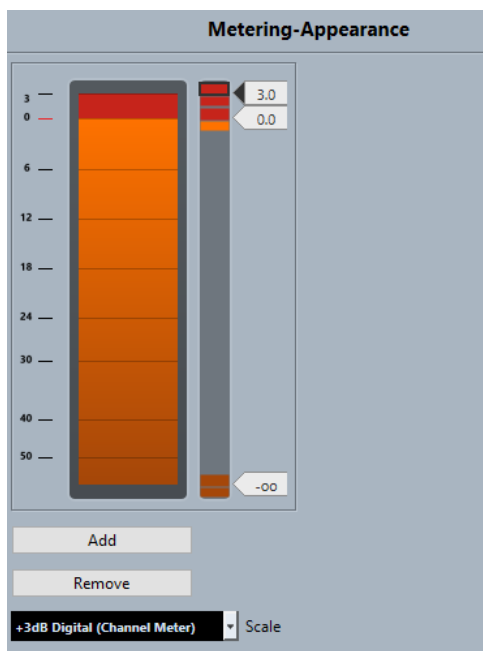 Metering-Appearance
3
0
6
12
18
24
30
40
50
3.0
0.0
-oo
Add
Remove
+3dB Digital (Channel Meter)
Scale